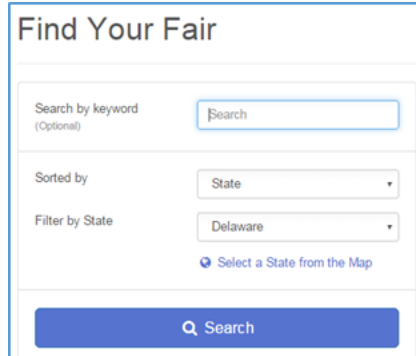 Find Your Fair
Search by keyword
(Optional)
Search
Sorted by
State
Filter by State
Delaware
Select a State from the Map
Search